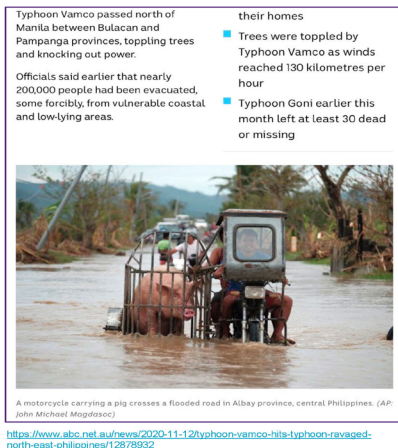 Typhoon Vamco passed north of
Manila between Bulacan and
Pampanga provinces, toppling trees
and knocking out power.
Officials said earlier that nearly
200,000 people had been evacuated,
some forcibly, from vulnerable coastal
and low-lying areas.
their homes
Trees were toppled by
Typhoon Vamco as winds
reached 130 kilometres per
hour
Typhoon Goni earlier this
month left at least 30 dead
or missing
A motorcycle carrying a pig crosses a flooded road in Albay province, central Philippines. (AP:
John Michael Magdasoc)
https://www.abc.net.au/news/2020-11-12/typhoon-vamco-hits-typhoon-ravaged-
north-east-philippines/12878932